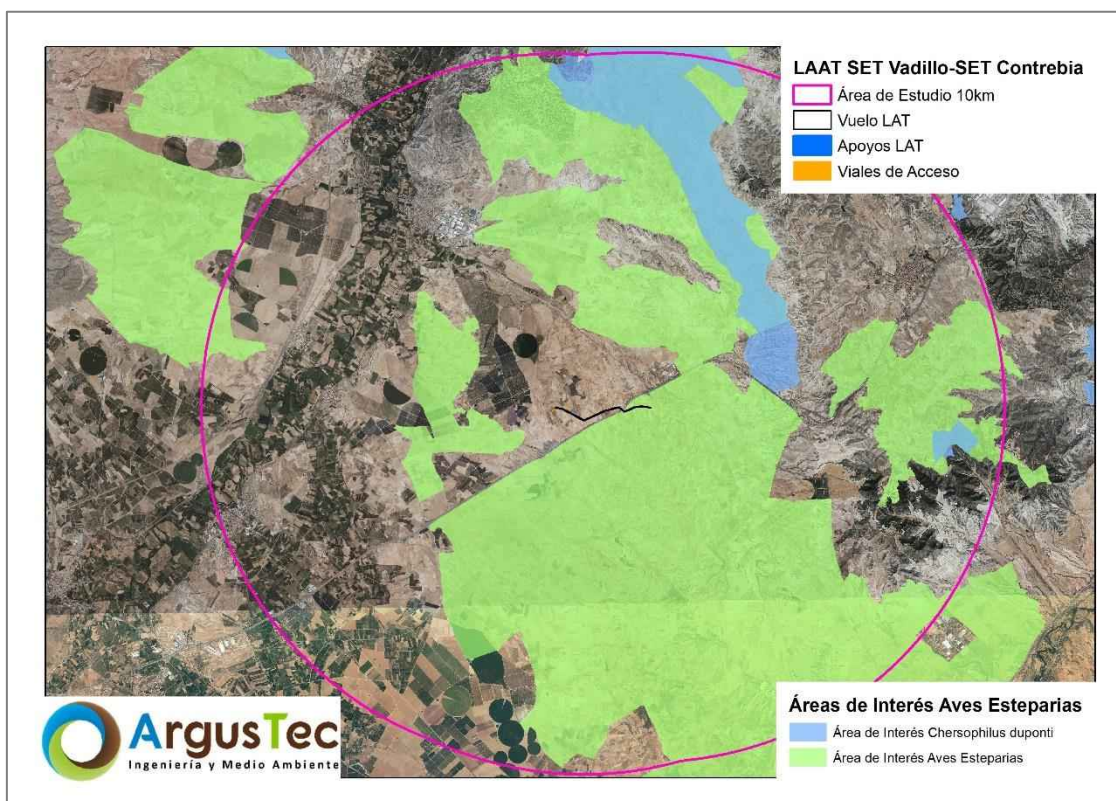 LAAT SET Vadillo-SET Contrebia
Área de Estudio 10km
Vuelo LAT
Apoyos LAT
Viales de Acceso
Áreas de Interés Aves Esteparias
Área de Interés Chersophilus duponti
Área de Interés Aves Esteparias
ArgusTec
Ingeniería y Medio Ambiente